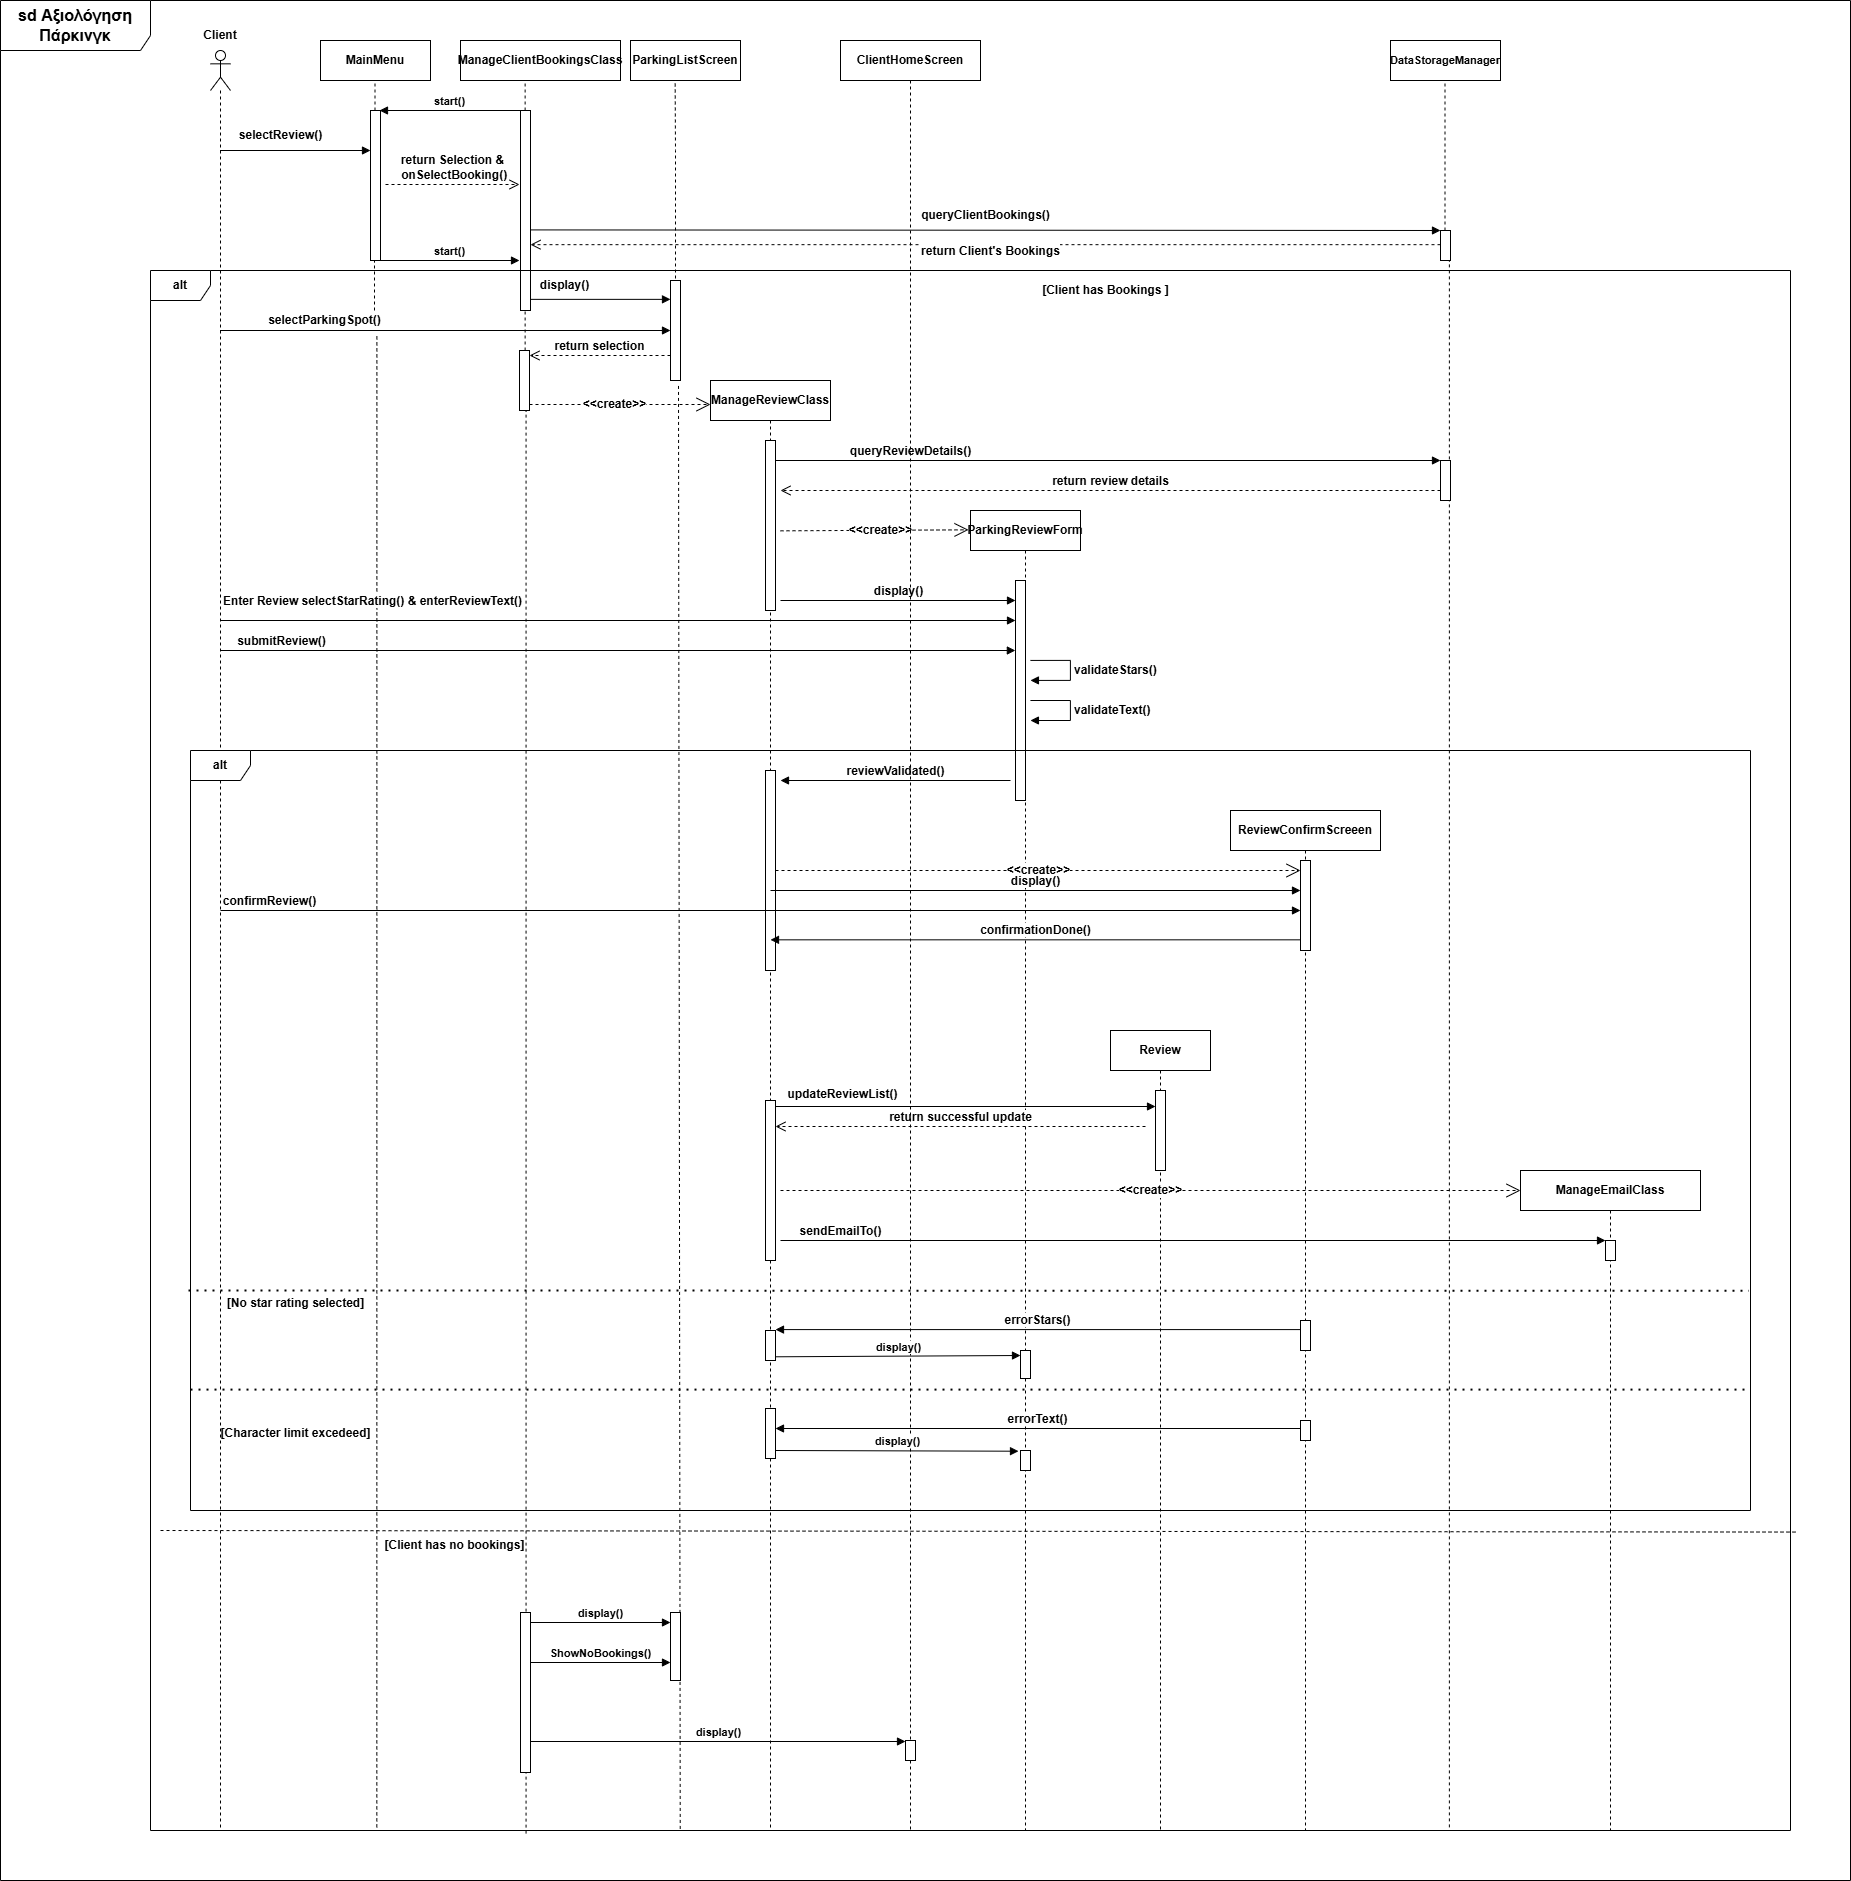 sd Αξιολόγηση
Πάρκινγκ
Client
MainMenu
ManageClientBookingsClass
ParkingListScreen
ClientHomeScreen
DataStorageManager
start()
selectReview()
return Selection &
onSelectBooking()
queryClientBookings()
return Client's Bookings
start()
alt
display()
[Client has Bookings ]
selectParkingSpot()
return selection
<<create>>
ManageReviewClass
queryReviewDetails()
return review details
<<create>>
ParkingReviewForm
display()
Enter Review selectStarRating() & enterReviewText()
submitReview()
validateStars()
validateText()
alt
reviewValidated()
ReviewConfirmScreeen
<<create>>
display()
confirmReview()
confirmationDone()
Review
updateReviewList()
return successful update
<<create>>
ManageEmailClass
sendEmailTo()
[No star rating selected]
errorStars()
display()
errorText()
[Character limit excedeed]
display()
[Client has no bookings]
display()
ShowNoBookings()
display()